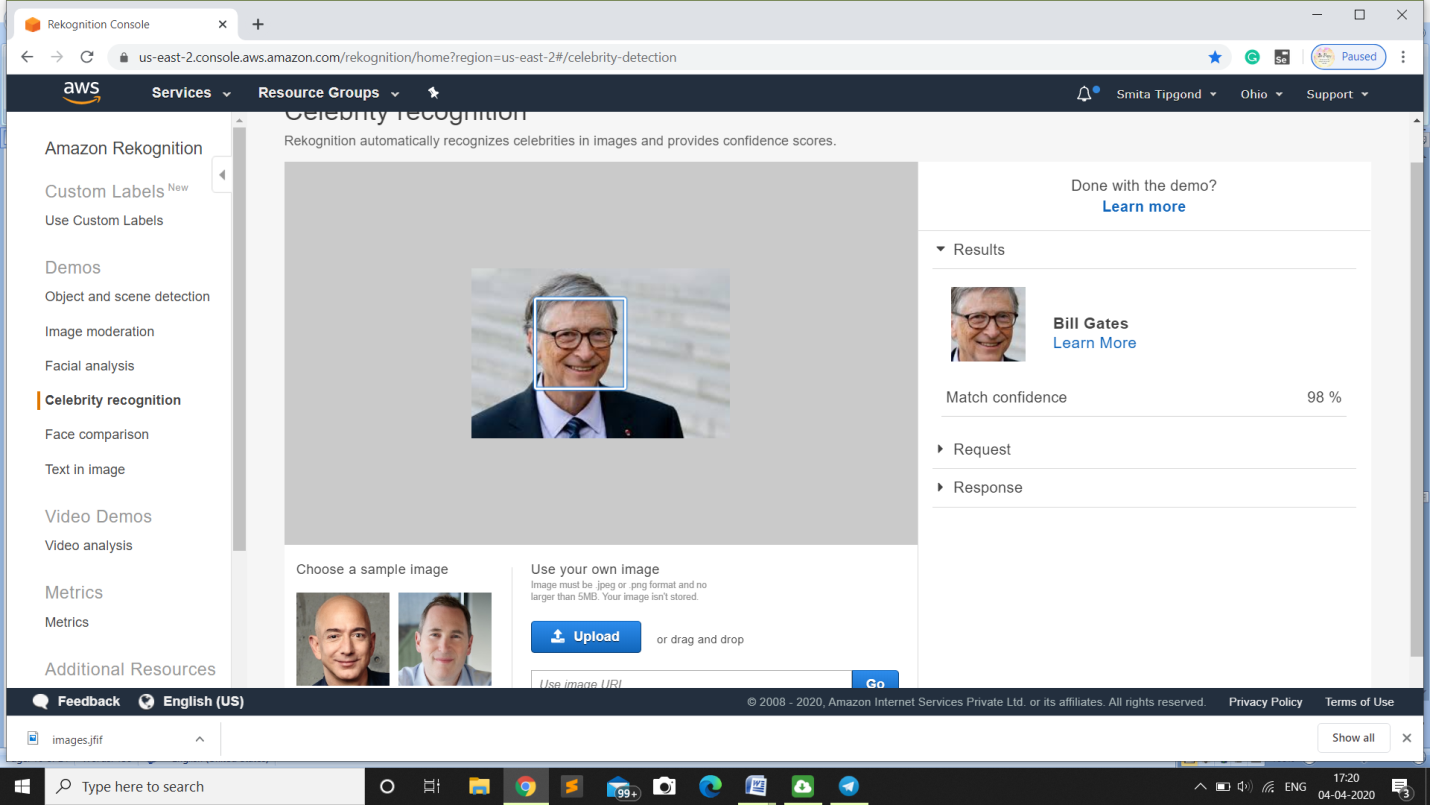 Rekognition Console
us-east-2.console.aws.amazon.com/rekognition/home?region=us-east-2#/celebrity-detection
Se
Paused
aws
Services
Resource Groups
Smita Tipgond
Ohio
Support
Amazon Rekognition
Custom Labels New
Use Custom Labels
Demos
Object and scene detection
Image moderation
Facial analysis
Celebrity recognition
Face comparison
Text in image
Video Demos
Video analysis
Metrics
Metrics
Additional Resources
Celebrity recognition
Rekognition automatically recognizes celebrities in images and provides confidence scores.
Done with the demo?
Learn more
Results
Bill Gates
Learn More
Match confidence 98 %
Request
Response
Choose a sample image
Use your own image
Image must be .jpeg or .png format and no
larger than 5MB. Your image isn't stored.
Upload
or drag and drop
Use image URL
Go
Feedback
English (US)
© 2008 - 2020, Amazon Internet Services Private Ltd. or its affiliates. All rights reserved.
Privacy Policy
Terms of Use
images.jfif
Show all
Type here to search
99+
ENG
17:20
04-04-2020
3